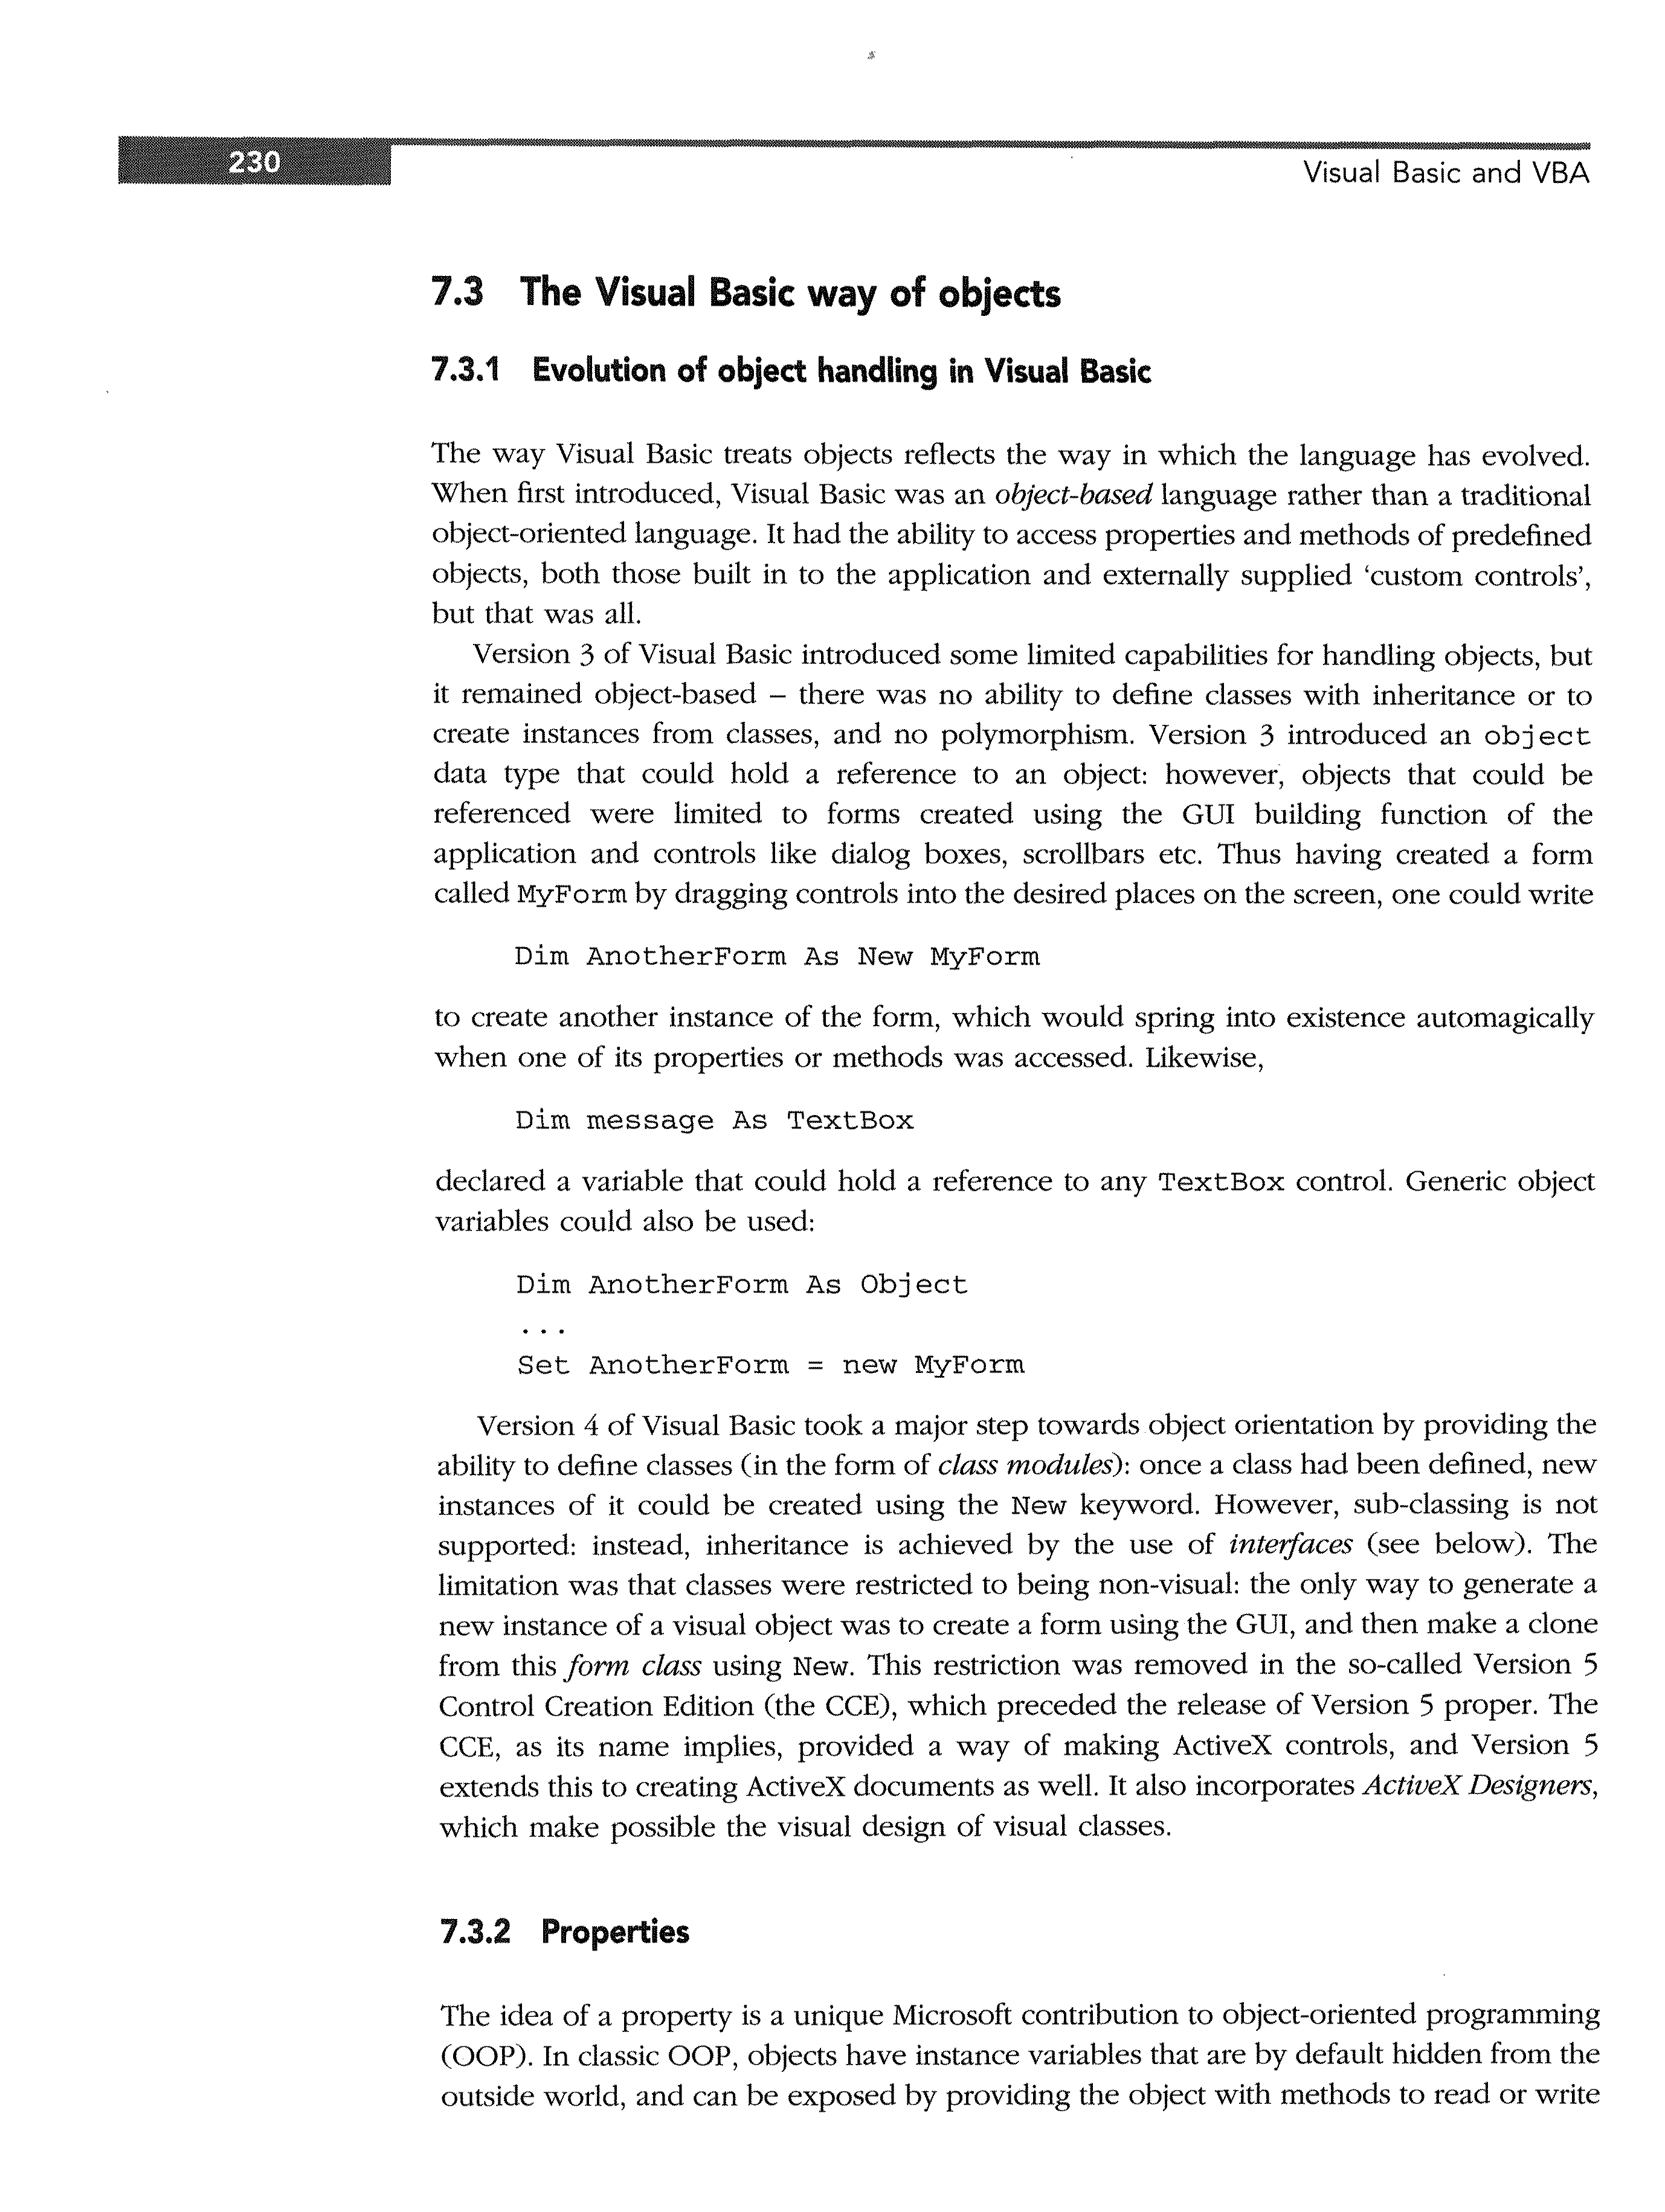 230
Visual Basic and VBA
7.3 The Visual Basic way of objects
7.3.1 Evolution of object handling in Visual Basic
The way Visual Basic treats objects reflects the way in which the language has evolved.
When first introduced, Visual Basic was an object-based language rather than a traditional
object-oriented language. It had the ability to access properties and methods of predefined
objects, both those built in to the application and externally supplied ‘custom controls’,
but that was all.
Version 3 of Visual Basic introduced some limited capabilities for handling objects, but
it remained object-based – there was no ability to define classes with inheritance or to
create instances from classes, and no polymorphism. Version 3 introduced an object
data type that could hold a reference to an object: however, objects that could be
referenced were limited to forms created using the GUI building function of the
application and controls like dialog boxes, scrollbars etc. Thus having created a form
called MyForm by dragging controls into the desired places on the screen, one could write
Dim AnotherForm As New MyForm
to create another instance of the form, which would spring into existence automagically
when one of its properties or methods was accessed. Likewise,
Dim message As TextBox
declared a variable that could hold a reference to any TextBox control. Generic object
variables could also be used:
Dim AnotherForm As Object
...
Set AnotherForm = new MyForm
Version 4 of Visual Basic took a major step towards object orientation by providing the
ability to define classes (in the form of class modules): once a class had been defined, new
instances of it could be created using the New keyword. However, sub-classing is not
supported: instead, inheritance is achieved by the use of interfaces (see below). The
limitation was that classes were restricted to being non-visual: the only way to generate a
new instance of a visual object was to create a form using the GUI, and then make a clone
from this form class using New. This restriction was removed in the so-called Version 5
Control Creation Edition (the CCE), which preceded the release of Version 5 proper. The
CCE, as its name implies, provided a way of making ActiveX controls, and Version 5
extends this to creating ActiveX documents as well. It also incorporates ActiveX Designers,
which make possible the visual design of visual classes.
7.3.2 Properties
The idea of a property is a unique Microsoft contribution to object-oriented programming
(OOP). In classic OOP, objects have instance variables that are by default hidden from the
outside world, and can be exposed by providing the object with methods to read or write